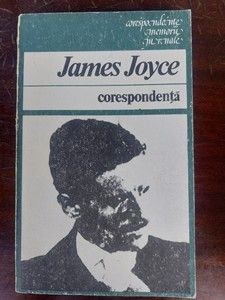 corespondențe
memorii
jurnale
James Joyce
corespondență